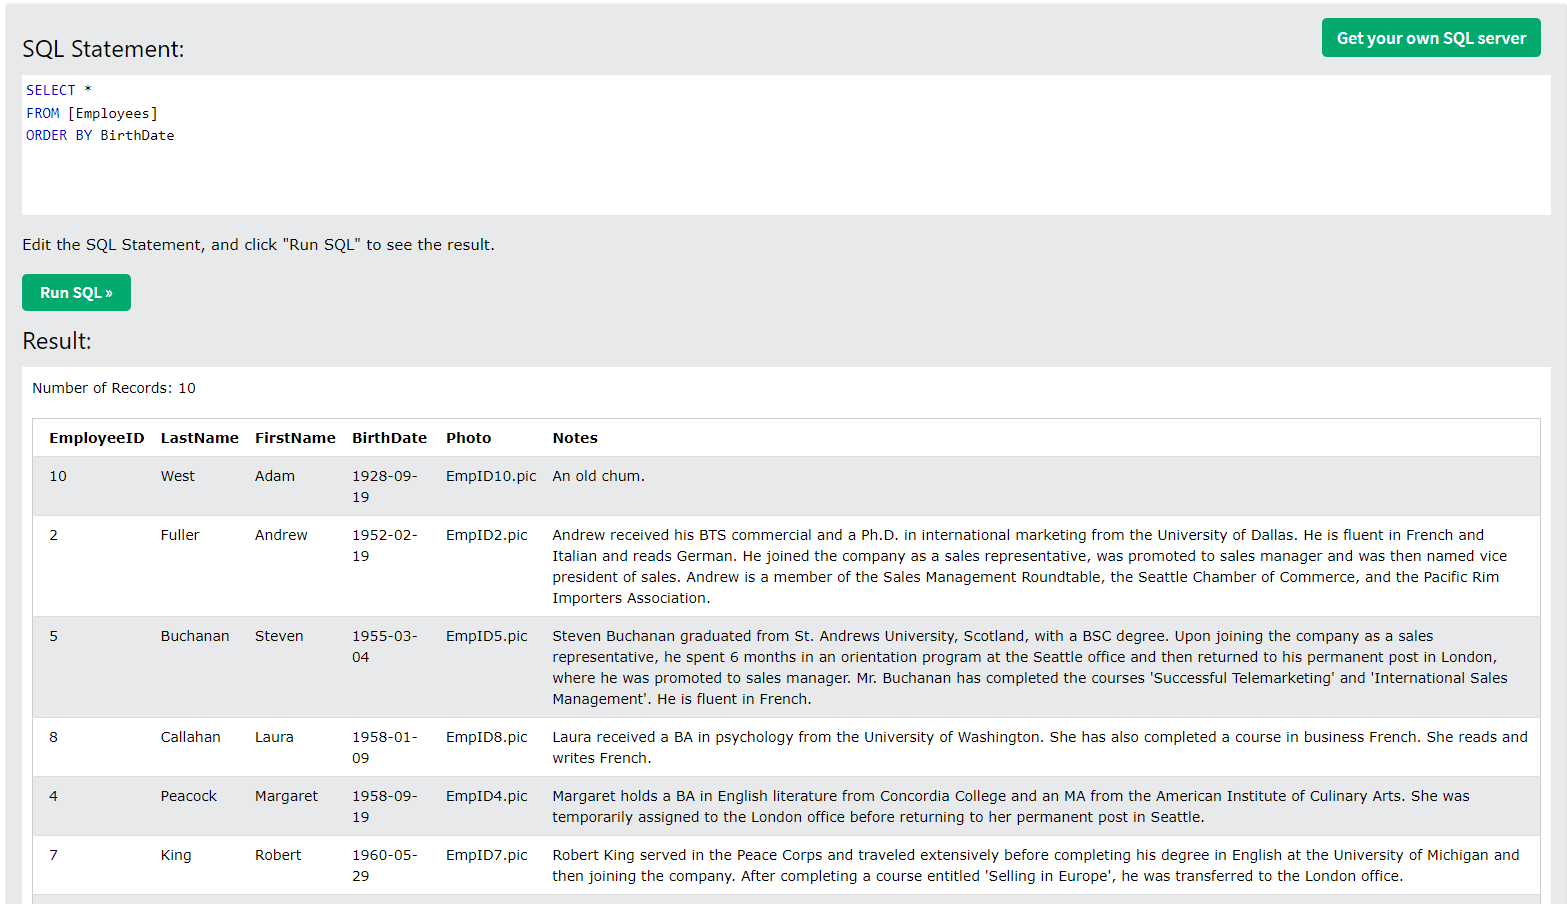 Get your own SQL server
SQL Statement:
SELECT *
FROM [Employees]
ORDER BY BirthDate
Edit the SQL Statement, and click "Run SQL" to see the result.
Run SQL »
Result:
Number of Records: 10
EmployeeID LastName FirstName BirthDate Photo Notes
10 West Adam 1928-09- EmpID10.pic An old chum.
19
2 Fuller Andrew 1952-02- EmpID2.pic Andrew received his BTS commercial and a Ph.D. in international marketing from the University of Dallas. He is fluent in French and
19 Italian and reads German. He joined the company as a sales representative, was promoted to sales manager and was then named vice
president of sales. Andrew is a member of the Sales Management Roundtable, the Seattle Chamber of Commerce, and the Pacific Rim
Importers Association.
5 Buchanan Steven 1955-03- EmpID5.pic Steven Buchanan graduated from St. Andrews University, Scotland, with a BSC degree. Upon joining the company as a sales
04 representative, he spent 6 months in an orientation program at the Seattle office and then returned to his permanent post in London,
where he was promoted to sales manager. Mr. Buchanan has completed the courses 'Successful Telemarketing' and 'International Sales
Management'. He is fluent in French.
8 Callahan Laura 1958-01- EmpID8.pic Laura received a BA in psychology from the University of Washington. She has also completed a course in business French. She reads and
09 writes French.
4 Peacock Margaret 1958-09- EmpID4.pic Margaret holds a BA in English literature from Concordia College and an MA from the American Institute of Culinary Arts. She was
19 temporarily assigned to the London office before returning to her permanent post in Seattle.
7 King Robert 1960-05- EmpID7.pic Robert King served in the Peace Corps and traveled extensively before completing his degree in English at the University of Michigan and
29 then joining the company. After completing a course entitled 'Selling in Europe', he was transferred to the London office.